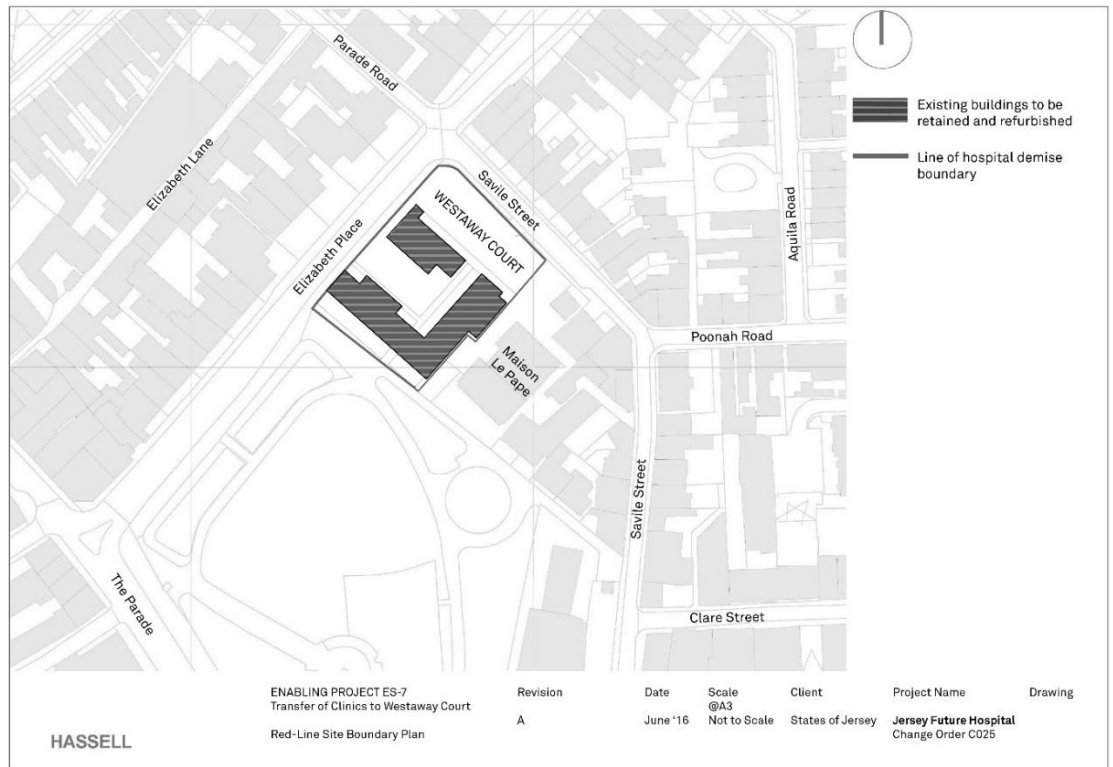 Parade Road
Elizabeth Lane
Savile Street
WESTAWAY COURT
Elizabeth Place
Aquila Road
Poonah Road
Maison
Le Pape
Savile Street
The Parade
Clare Street
Existing buildings to be
retained and refurbished
Line of hospital demise
boundary
ENABLING PROJECT ES-7
Transfer of Clinics to Westaway Court
Red-Line Site Boundary Plan
Revision
A
Date
June '16
Scale
@A3
Not to Scale
Client
States of Jersey
Project Name
Jersey Future Hospital
Change Order C025
Drawing
HASSELL